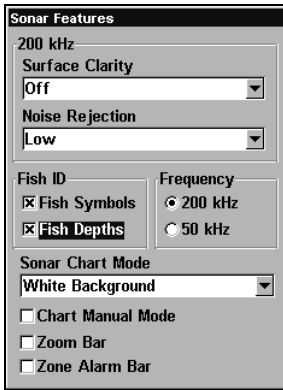 Sonar Features
200 kHz
Surface Clarity
Off
Noise Rejection
Low
Fish ID
Fish Symbols
Fish Depths
Frequency
200 kHz
50 kHz
Sonar Chart Mode
White Background
Chart Manual Mode
Zoom Bar
Zone Alarm Bar